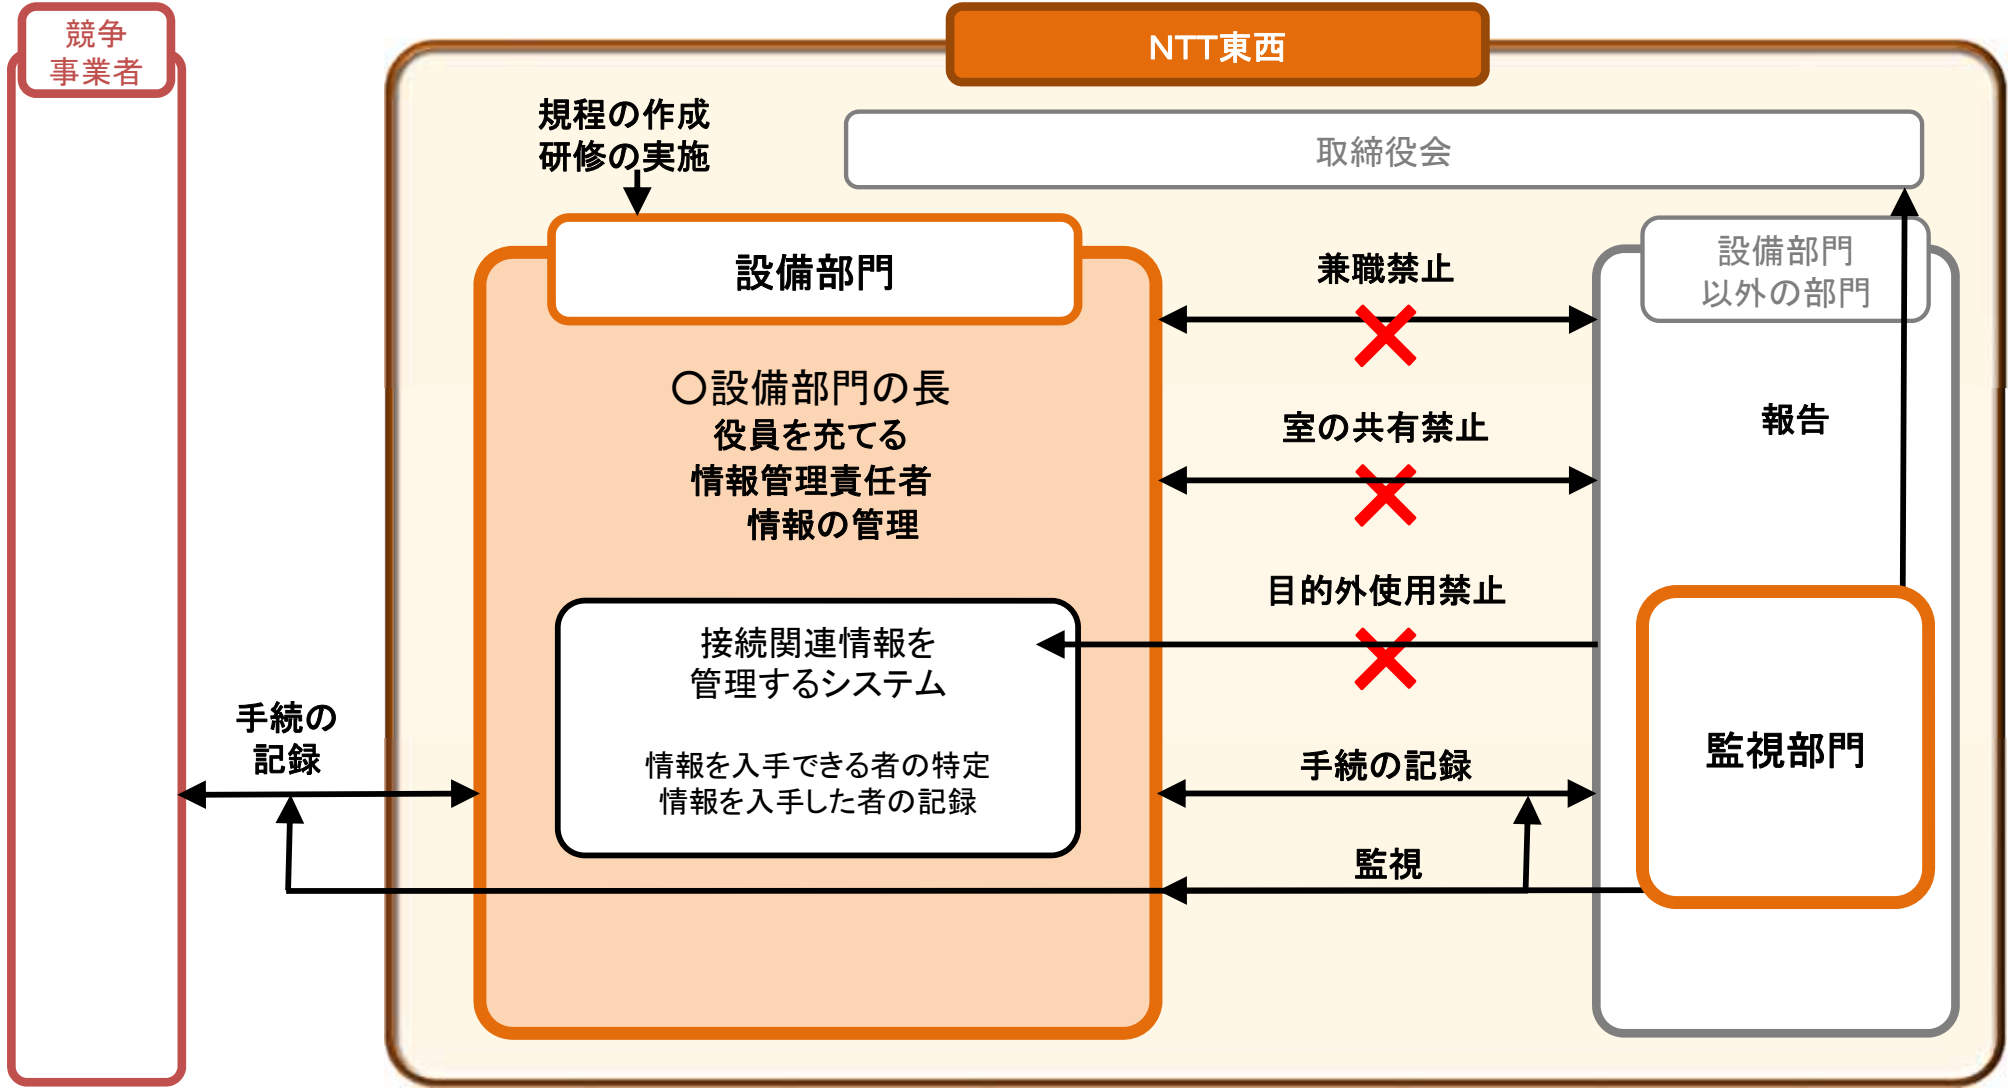 競争
事業者
NTT東西
規程の作成
研修の実施
取締役会
設備部門
設備部門
以外の部門
兼職禁止
〇設備部門の長
役員を充てる
情報管理責任者
情報の管理
室の共有禁止
報告
目的外使用禁止
接続関連情報を
管理するシステム
情報を入手できる者の特定
情報を入手した者の記録
手続の
記録
手続の記録
監視部門
監視